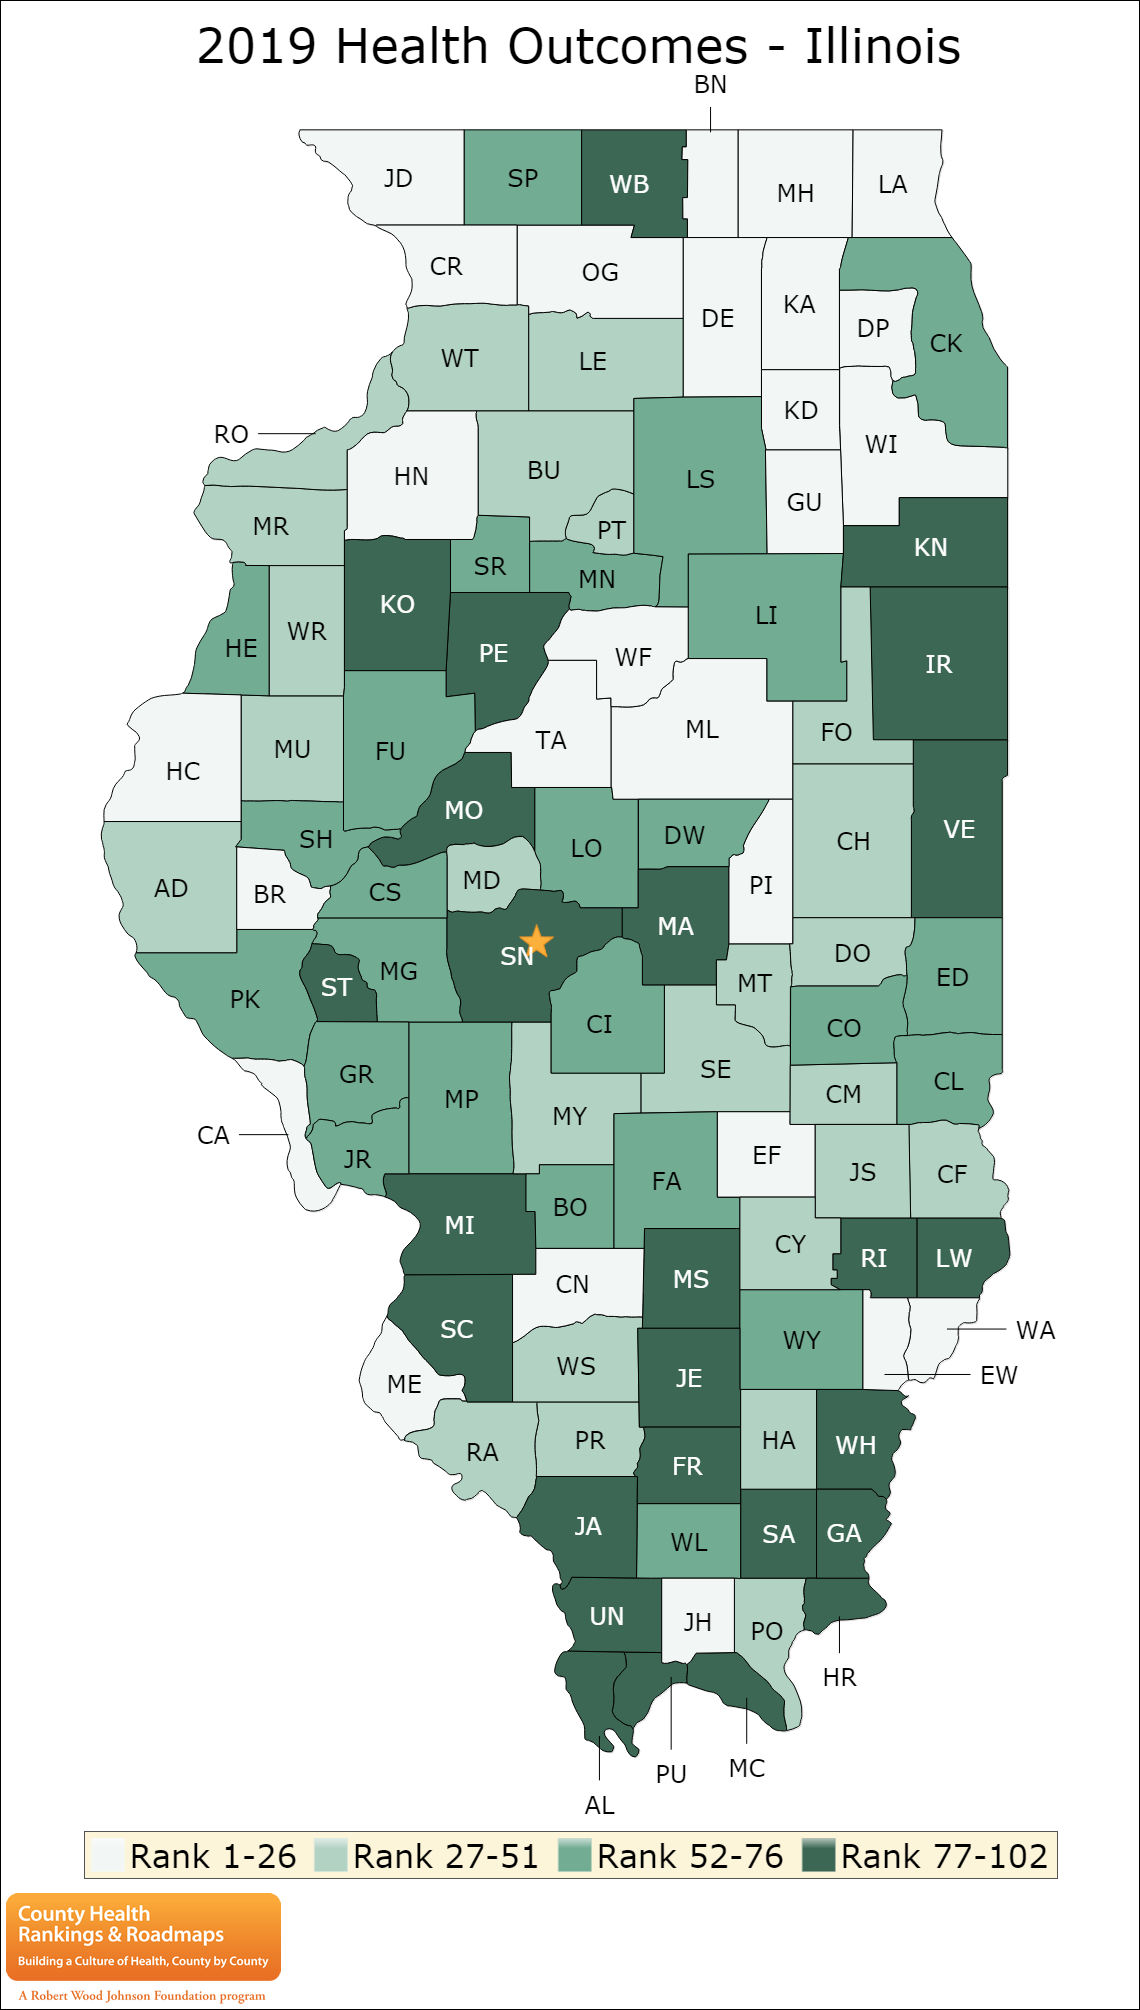 2019 Health Outcomes - Illinois
BN
JD
SP
WB
MH
LA
CR
OG
DE
KA
DP
CK
WT
LE
KD
RO
HN
BU
LS
WI
GU
MR
PT
KN
SR
MN
KO
LI
HE
WR
PE
WF
IR
TA
ML
FO
HC
MU
FU
MO
VE
SH
LO
DW
CH
AD
BR
CS
MD
PI
SN
MA
DO
PK
ST
MG
MT
ED
CI
CO
GR
MP
SE
CL
CM
CA
MY
JR
EF
FA
JS
CF
MI
BO
CY
RI
LW
CN
MS
SC
WY
WA
WS
EW
ME
JE
RA
PR
HA
WH
FR
JA
WL
SA
GA
UN
JH
PO
HR
PU
MC
AL
Rank 1-26 Rank 27-51 Rank 52-76 Rank 77-102
County Health
Rankings & Roadmaps
Building a Culture of Health, County by County
A Robert Wood Johnson Foundation program